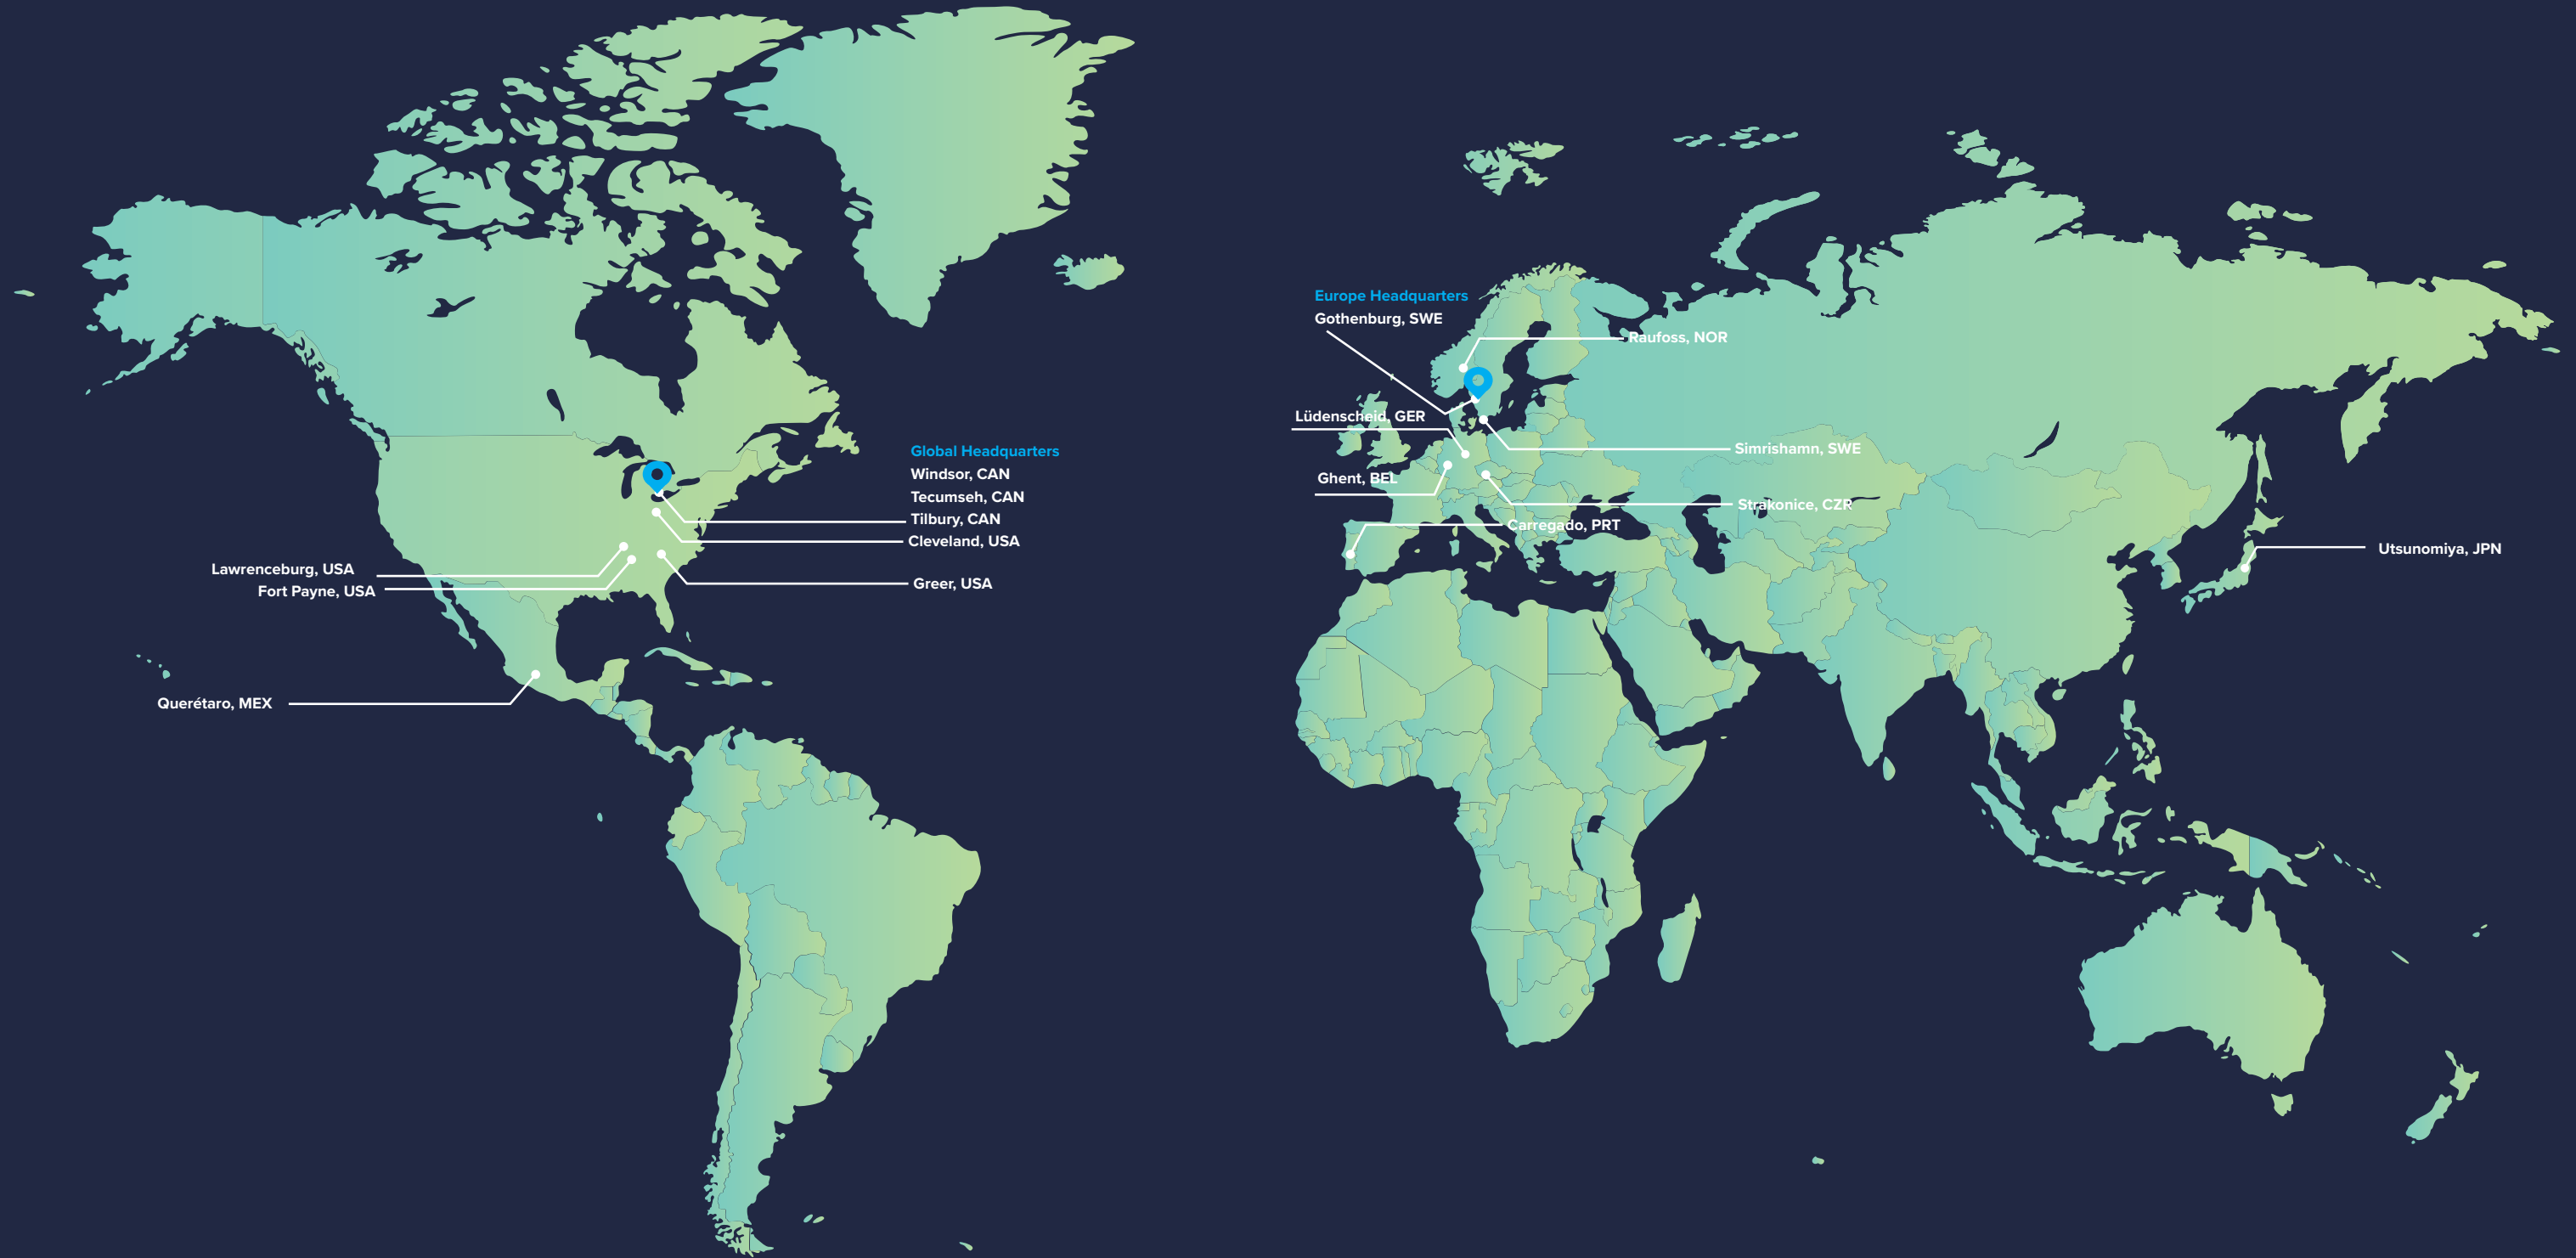 Europe Headquarters
Gothenburg, SWE
Raufoss, NOR
Lüdenscheid, GER
Simrishamn, SWE
Ghent, BEL
Strakonice, CZR
Carregado, PRT
Global Headquarters
Windsor, CAN
Tecumseh, CAN
Tilbury, CAN
Cleveland, USA
Greer, USA
Lawrenceburg, USA
Fort Payne, USA
Querétaro, MEX
Utsunomiya, JPN